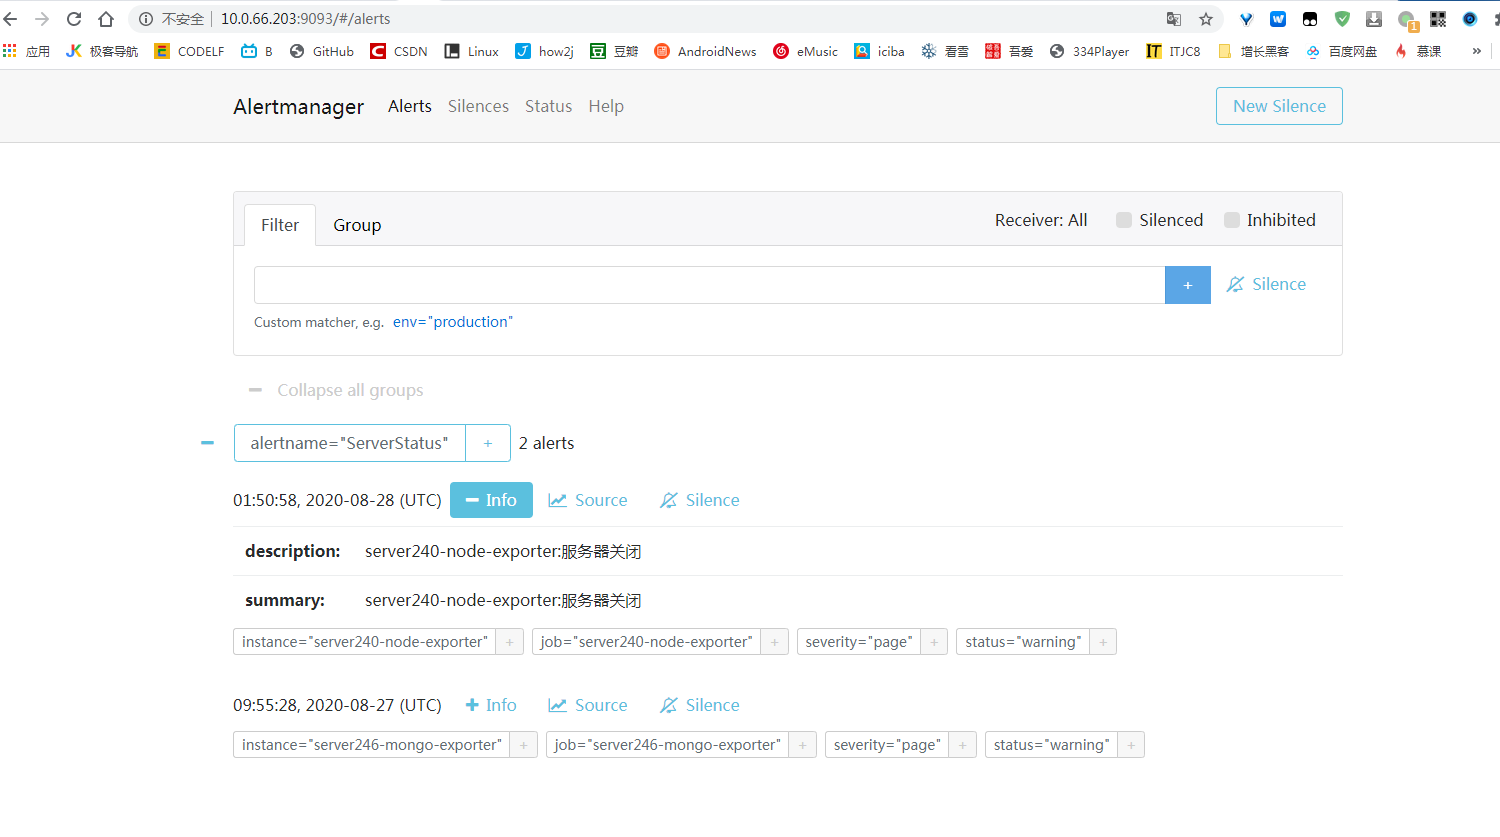 不安全 | 10.0.66.203:9093/#/alerts
应用 极客导航 CODELF B GitHub CSDN Linux how2j 豆瓣 AndroidNews eMusic iciba 看雪 吾爱 334Player ITJC8 增长黑客 百度网盘 慕课 »
Alertmanager Alerts Silences Status Help New Silence
Filter Group Receiver: All Silenced Inhibited
+ Silence
Custom matcher, e.g. env="production"
Collapse all groups
alertname="ServerStatus" + 2 alerts
01:50:58, 2020-08-28 (UTC) Info Source Silence
description: server240-node-exporter:服务器关闭
summary: server240-node-exporter:服务器关闭
instance="server240-node-exporter" + job="server240-node-exporter" + severity="page" + status="warning" +
09:55:28, 2020-08-27 (UTC) Info Source Silence
instance="server246-mongo-exporter" + job="server246-mongo-exporter" + severity="page" + status="warning" +